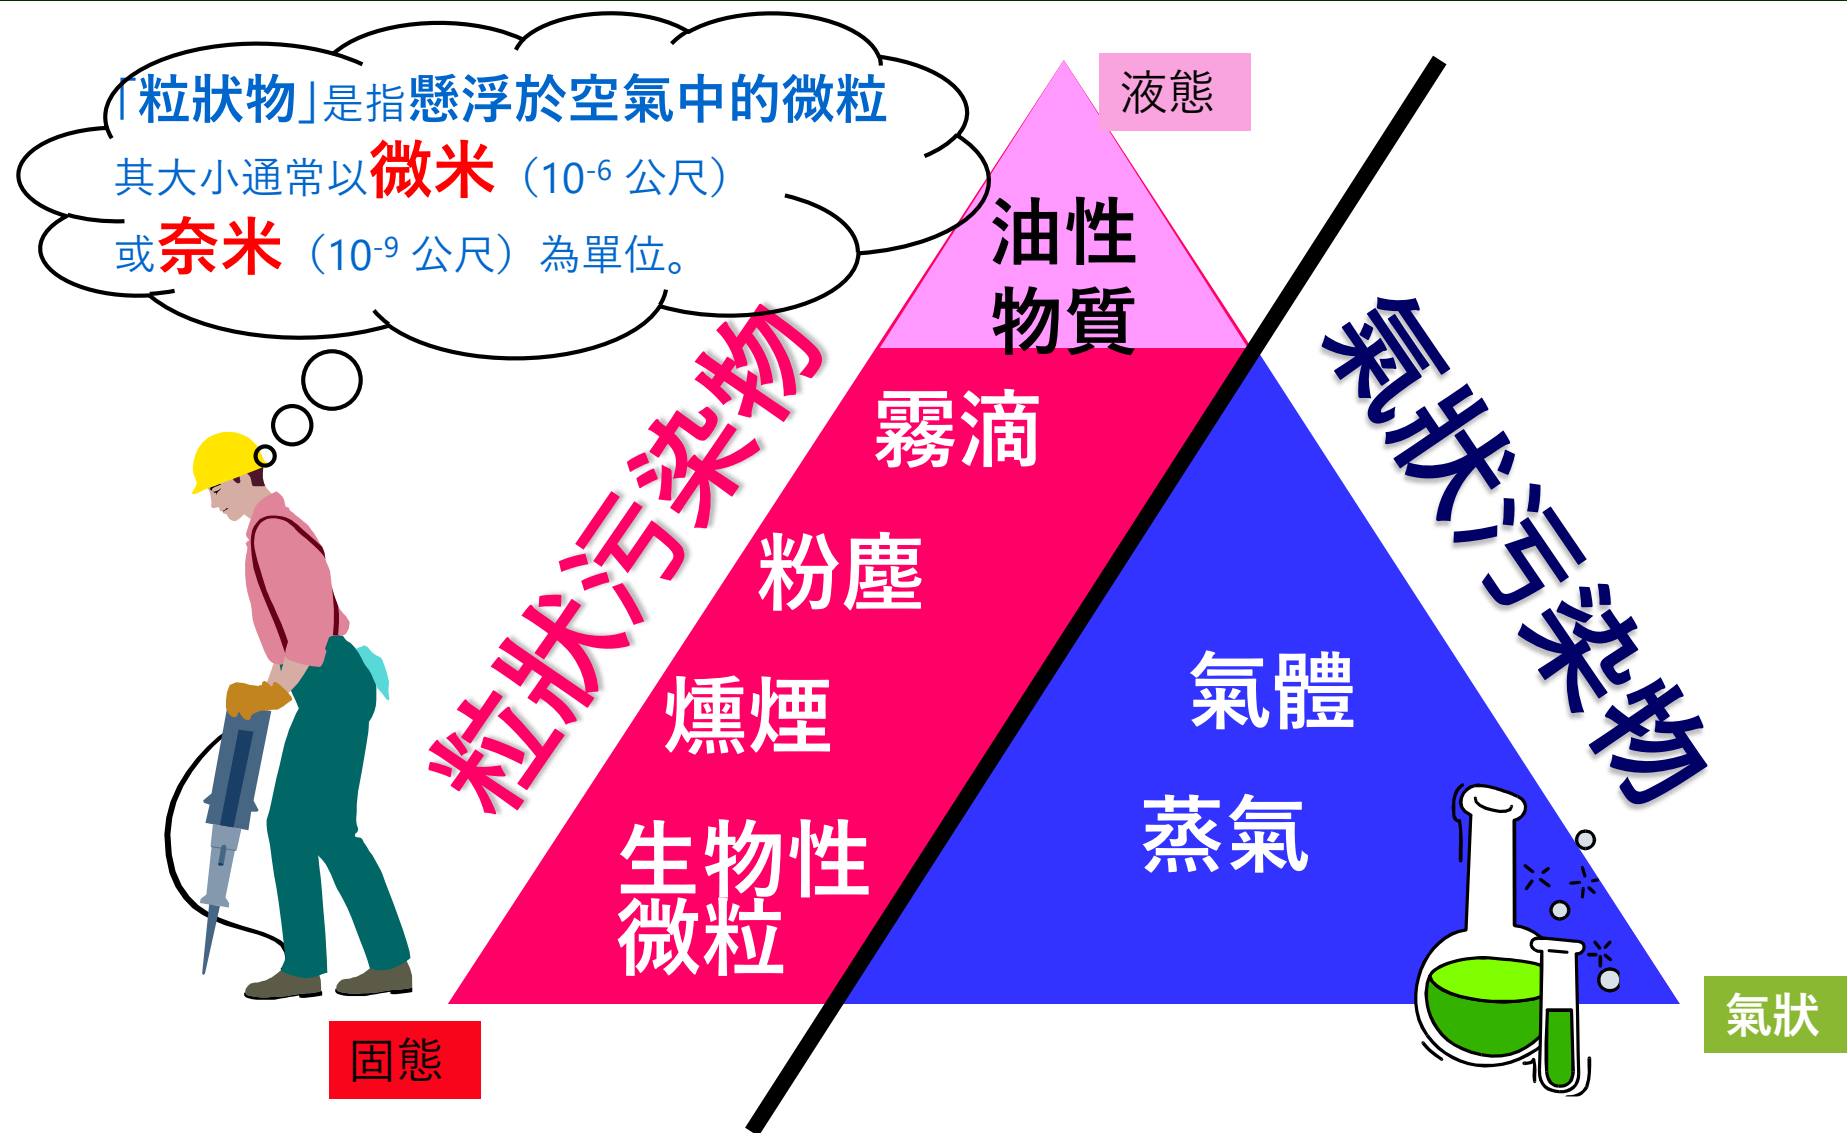 「粒狀物」是指懸浮於空氣中的微粒
其大小通常以微米（10-6 公尺）
或奈米（10-9 公尺）為單位。
液態
油性
物質
粒狀污染物
氣狀污染物
霧滴
粉塵
燻煙
生物性
微粒
氣體
蒸氣
固態
氣狀